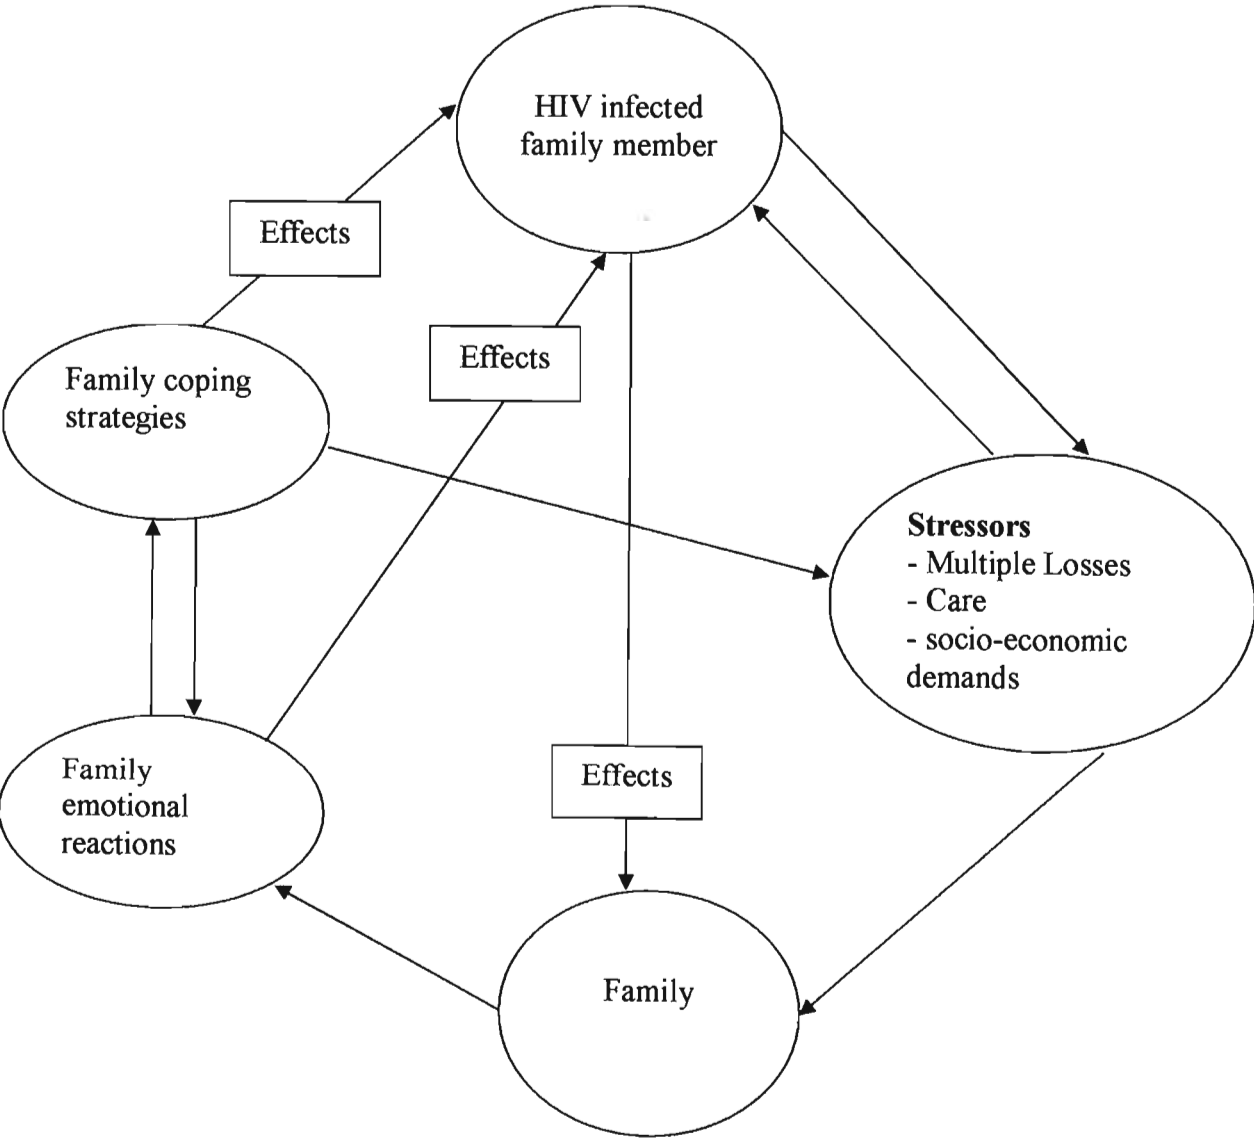 HIV infected
family member
Effects
Effects
Family coping
strategies
Stressors
- Multiple Losses
- Care
- socio-economic
demands
Family
emotional
reactions
Effects
Family